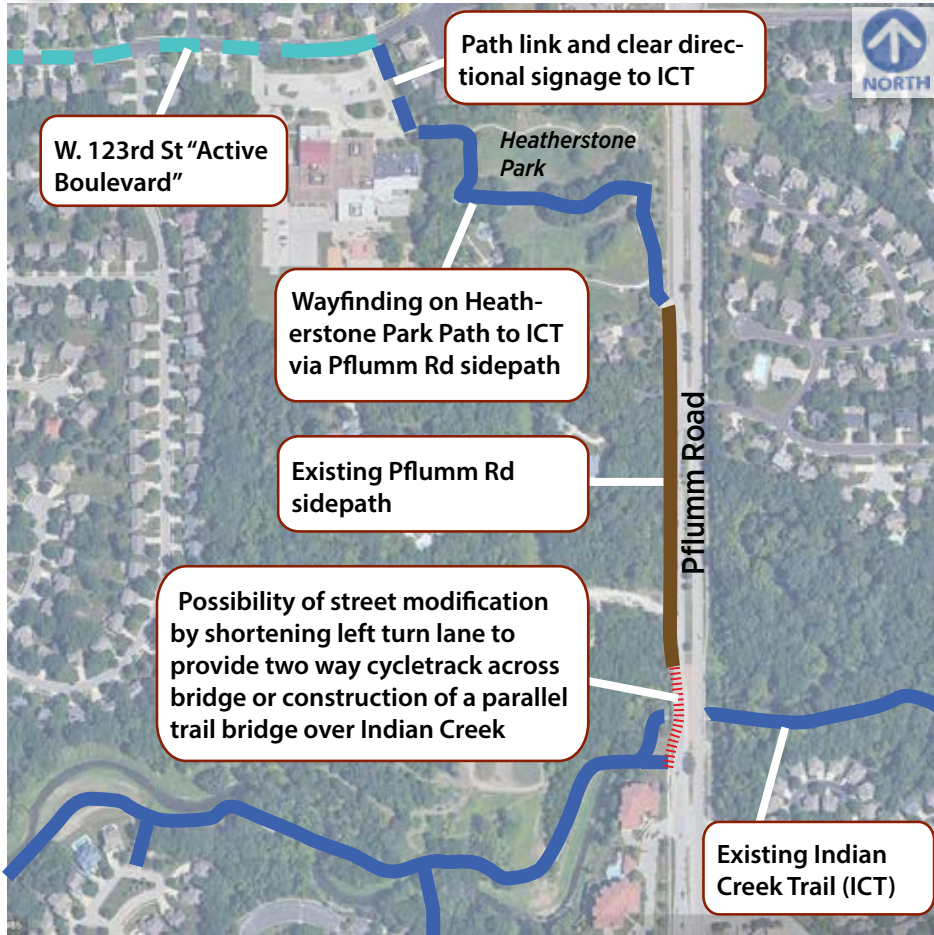 Path link and clear direc-
tional signage to ICT
NORTH
W. 123rd St “Active
Boulevard”
Heatherstone
Park
Wayfinding on Heath-
erstone Park Path to ICT
via Pflumm Rd sidepath
Pflumm Road
Existing Pflumm Rd
sidepath
Possibility of street modification
by shortening left turn lane to
provide two way cycletrack across
bridge or construction of a parallel
trail bridge over Indian Creek
Existing Indian
Creek Trail (ICT)